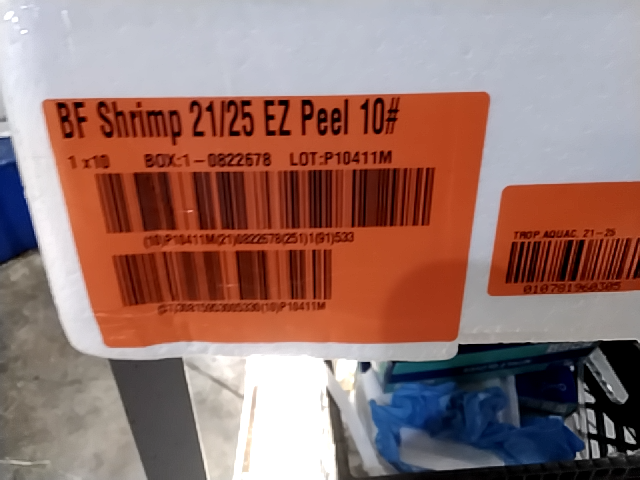 BF Shrimp 21/25 EZ Peel 10#
1 x10 BOX:1-0822678 LOT:P10411M
(10)P10411M(21)0822678(251)1(91)533
TROP.AQUAC. 21-25